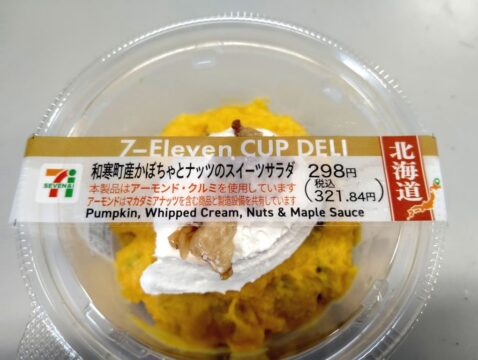 7-Eleven CUP DELI
和寒町産かぼちゃとナッツのスイーツサラダ
298円
(税込 321.84円)
本製品はアーモンド・クルミを使用しています
アーモンドはマカダミアナッツを含む商品と製造設備を共有しています
Pumpkin, Whipped Cream, Nuts & Maple Sauce
北海道
7
ELEVEN
SEVEN&i